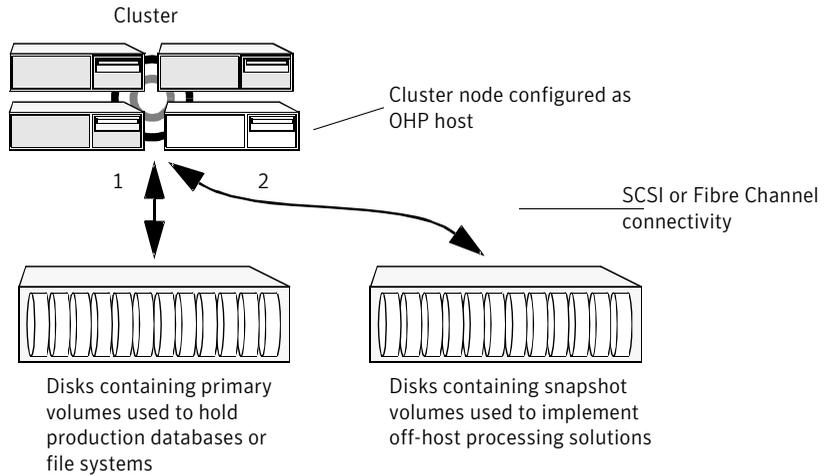 Cluster
Cluster node configured as
OHP host
1
2
SCSI or Fibre Channel
connectivity
Disks containing primary
volumes used to hold
production databases or
file systems
Disks containing snapshot
volumes used to implement
off-host processing solutions